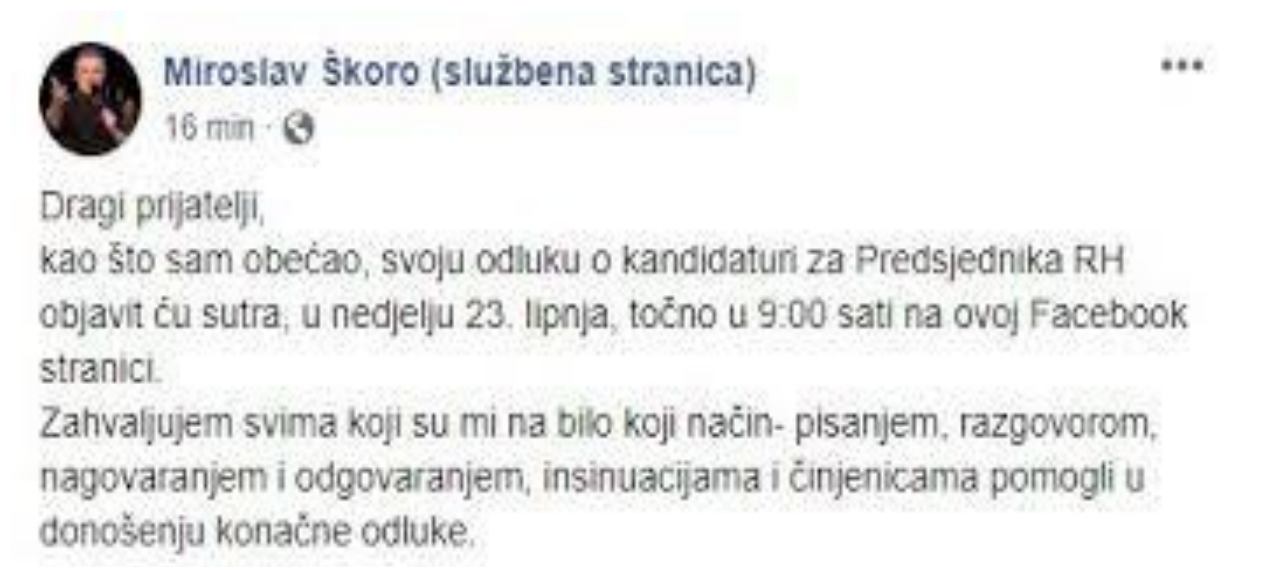 Miroslav Škoro (službena stranica)
16 min ·
Dragi prijatelji,
kao što sam obećao, svoju odluku o kandidaturi za Predsjednika RH
objavit ću sutra, u nedjelju 23. lipnja, točno u 9:00 sati na ovoj Facebook
stranici.
Zahvaljujem svima koji su mi na bilo koji način- pisanjem, razgovorom,
nagovaranjem i odgovaranjem, insinuacijama i činjenicama pomogli u
donošenju konačne odluke.